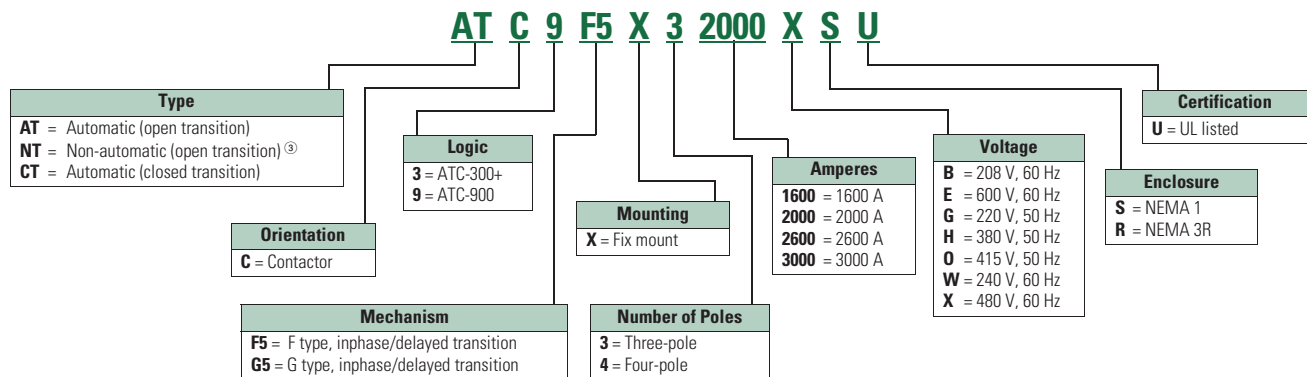 AT C 9 F5 X 3 2000 X S U
Type
AT = Automatic (open transition)
NT = Non-automatic (open transition) ③
CT = Automatic (closed transition)
Orientation
C = Contactor
Logic
3 = ATC-300+
9 = ATC-900
Mechanism
F5 = F type, inphase/delayed transition
G5 = G type, inphase/delayed transition
Mounting
X = Fix mount
Number of Poles
3 = Three-pole
4 = Four-pole
Amperes
1600 = 1600 A
2000 = 2000 A
2600 = 2600 A
3000 = 3000 A
Voltage
B = 208 V, 60 Hz
E = 600 V, 60 Hz
G = 220 V, 50 Hz
H = 380 V, 50 Hz
O = 415 V, 50 Hz
W = 240 V, 60 Hz
X = 480 V, 60 Hz
Enclosure
S = NEMA 1
R = NEMA 3R
Certification
U = UL listed